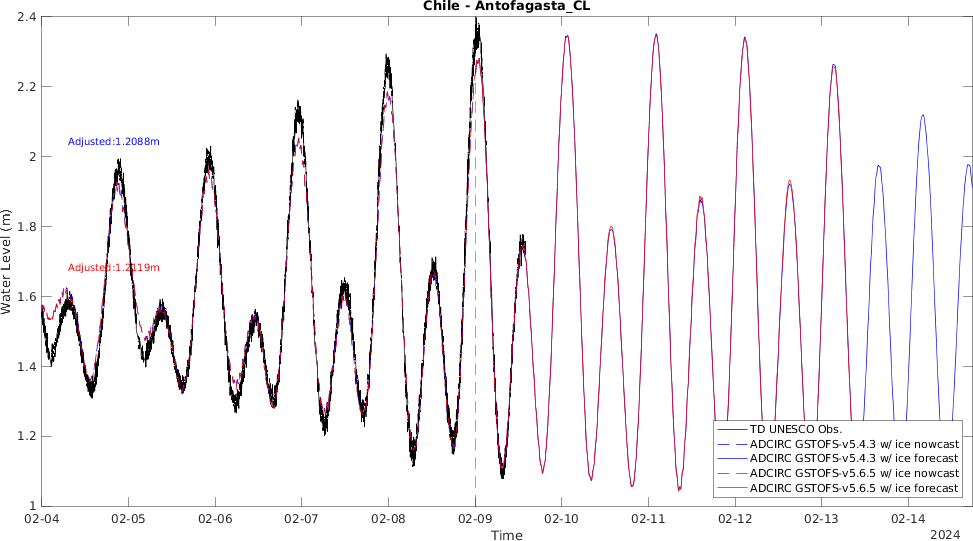 Chile - Antofagasta_CL
Water Level (m)
2.4
2.2
2
1.8
1.6
1.4
1.2
1
Adjusted:1.2088m
Adjusted:1.2119m
TD UNESCO Obs.
ADCIRC GSTOFS-v5.4.3 w/ ice nowcast
ADCIRC GSTOFS-v5.4.3 w/ ice forecast
ADCIRC GSTOFS-v5.6.5 w/ ice nowcast
ADCIRC GSTOFS-v5.6.5 w/ ice forecast
02-04 02-05 02-06 02-07 02-08 02-09 02-10 02-11 02-12 02-13 02-14
Time
2024